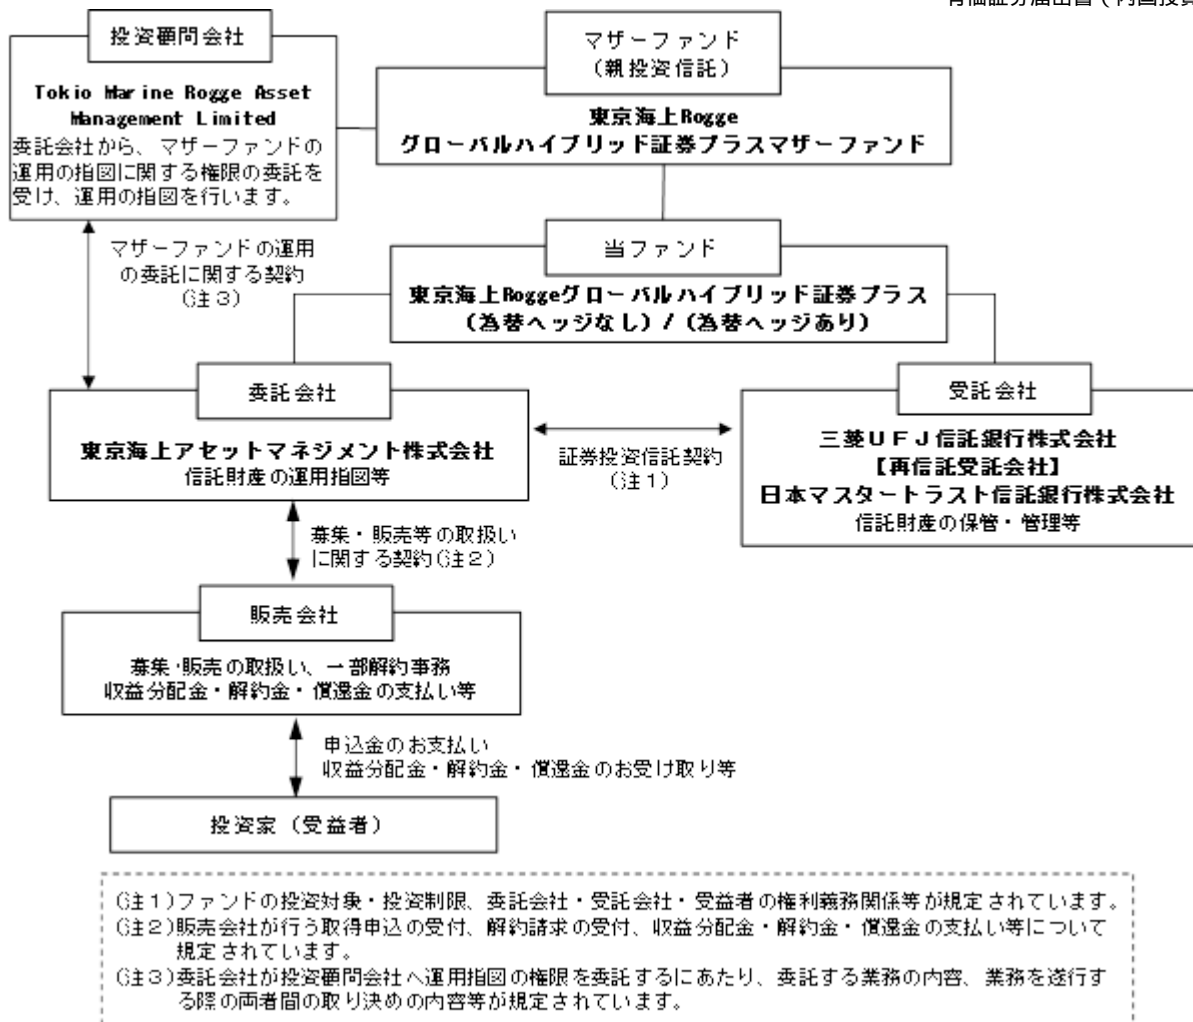 投資顧問会社
Tokio Marine Rogge Asset
Management Limited
委託会社から、マザーファンドの
運用の指図に関する権限の委託を
受け、運用の指図を行います。
マザーファンド
(親投資信託)
東京海上Rogge
グローバルハイブリッド証券プラスマザーファンド
マザーファンドの運用
の委託に関する契約
(注3)
当ファンド
東京海上Roggeグローバルハイブリッド証券プラス
(為替ヘッジなし) / (為替ヘッジあり)
委託会社
東京海上アセットマネジメント株式会社
信託財産の運用指図等
証券投資信託契約
(注1)
受託会社
三菱UFJ信託銀行株式会社
【再信託受託会社】
日本マスタートラスト信託銀行株式会社
信託財産の保管・管理等
募集・販売等の取扱い
に関する契約(注2)
販売会社
募集・販売の取扱い、一部解約事務
収益分配金・解約金・償還金の支払い等
申込金のお支払い
収益分配金・解約金・償還金のお受け取り等
投資家(受益者)
(注1)ファンドの投資対象・投資制限、委託会社・受託会社・受益者の権利義務関係等が規定されています。
(注2)販売会社が行う取得申込の受付、解約請求の受付、収益分配金・解約金・償還金の支払い等について
規定されています。
(注3)委託会社が投資顧問会社へ運用指図の権限を委託するにあたり、委託する業務の内容、業務を遂行す
る際の両者間の取り決めの内容等が規定されています。